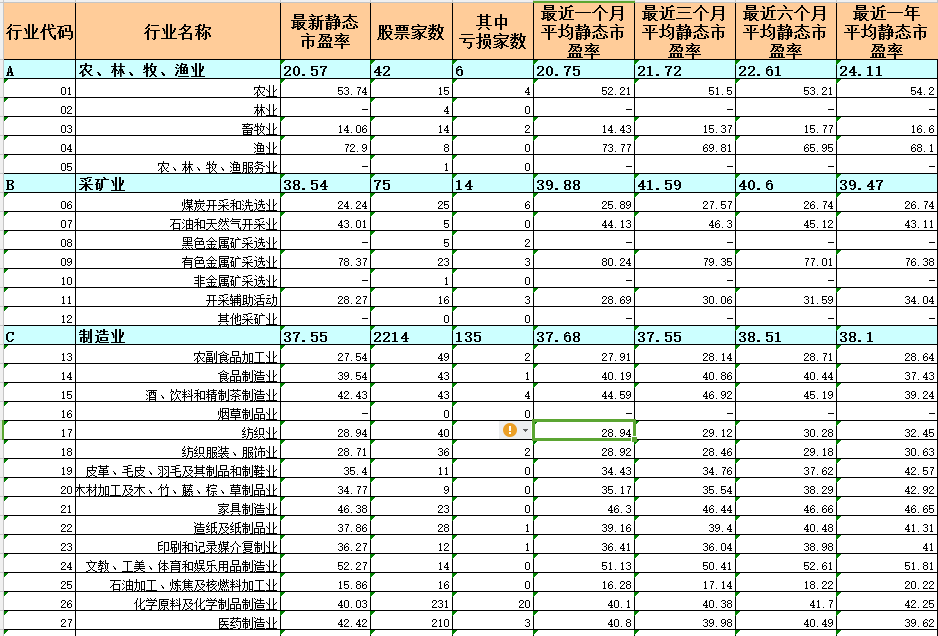 行业代码 行业名称 最新静态市盈率 股票家数 其中亏损家数 最近一个月平均静态市盈率 最近三个月平均静态市盈率 最近六个月平均静态市盈率 最近一年平均静态市盈率
A 农、林、牧、渔业 20.57 42 6 20.75 21.72 22.61 24.11
01 农业 53.74 15 4 52.21 51.5 53.21 54.2
02 林业 - 4 0 - - - -
03 畜牧业 14.06 14 2 14.43 15.37 15.77 16.6
04 渔业 72.9 8 0 73.77 69.81 65.95 68.1
05 农、林、牧、渔服务业 - 1 0 - - - -
B 采矿业 38.54 75 14 39.88 41.59 40.6 39.47
06 煤炭开采和洗选业 24.24 25 6 25.89 27.57 26.74 26.74
07 石油和天然气开采业 43.01 5 0 44.13 46.3 45.12 43.11
08 黑色金属矿采选业 - 5 2 - - - -
09 有色金属矿采选业 78.37 23 3 80.24 79.35 77.01 76.38
10 非金属矿采选业 - 1 0 - - - -
11 开采辅助活动 28.27 16 3 28.69 30.06 31.59 34.04
12 其他采矿业 - 0 0 - - - -
C 制造业 37.55 2214 135 37.68 37.55 38.51 38.1
13 农副食品加工业 27.54 49 2 27.91 28.14 28.71 28.64
14 食品制造业 39.54 43 1 40.19 40.86 40.44 37.43
15 酒、饮料和精制茶制造业 42.43 43 4 44.59 46.92 45.19 39.24
16 烟草制品业 - 0 0 - - - -
17 纺织业 28.94 40 28.94 29.12 30.28 32.45
18 纺织服装、服饰业 28.71 36 2 28.92 28.46 29.18 30.63
19 皮革、毛皮、羽毛及其制品和制鞋业 35.4 11 0 34.43 34.76 37.62 42.57
20 木材加工及木、竹、藤、棕、草制品业 34.77 9 0 35.17 35.54 38.29 42.92
21 家具制造业 46.38 23 0 46.3 46.44 46.66 46.65
22 造纸及纸制品业 37.86 28 1 39.16 39.4 40.48 41.31
23 印刷和记录媒介复制业 36.27 12 1 36.41 36.04 38.98 41
24 文教、工美、体育和娱乐用品制造业 52.27 14 0 51.13 50.41 52.61 51.81
25 石油加工、炼焦及核燃料加工业 15.86 16 0 16.28 17.14 18.22 20.22
26 化学原料及化学制品制造业 40.03 231 20 40.1 40.38 41.7 42.25
27 医药制造业 42.42 210 3 40.8 39.98 40.49 39.62